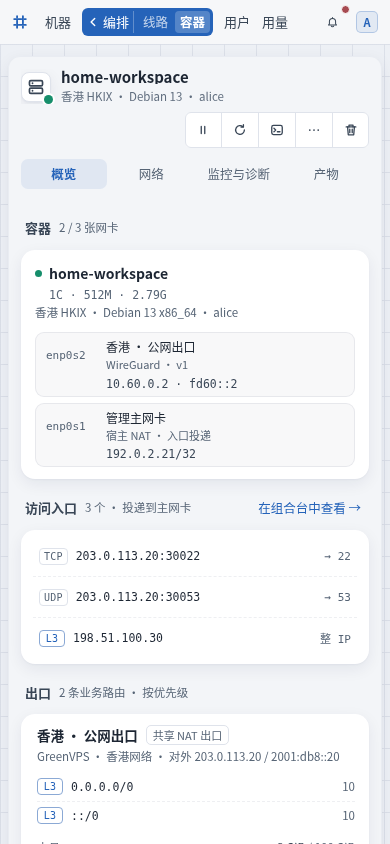 机器
编排
线路
容器
用户
用量
A
home-workspace
香港 HKIX • Debian 13 • alice
概览
网络
监控与诊断
产物
容器 2 / 3 张网卡
home-workspace
1C · 512M · 2.79G
香港 HKIX • Debian 13 x86_64 • alice
enp0s2
香港 • 公网出口
WireGuard • v1
10.60.0.2 · fd60::2
enp0s1
管理主网卡
宿主 NAT • 入口投递
192.0.2.21/32
访问入口 3 个 • 投递到主网卡 在组合台中查看 →
TCP 203.0.113.20:30022 → 22
UDP 203.0.113.20:30053 → 53
L3 198.51.100.30 整 IP
出口 2 条业务路由 • 按优先级
香港 • 公网出口 共享 NAT 出口
GreenVPS • 香港网络 • 对外 203.0.113.20 / 2001:db8::20
L3 0.0.0.0/0 10
L3 ::/0 10